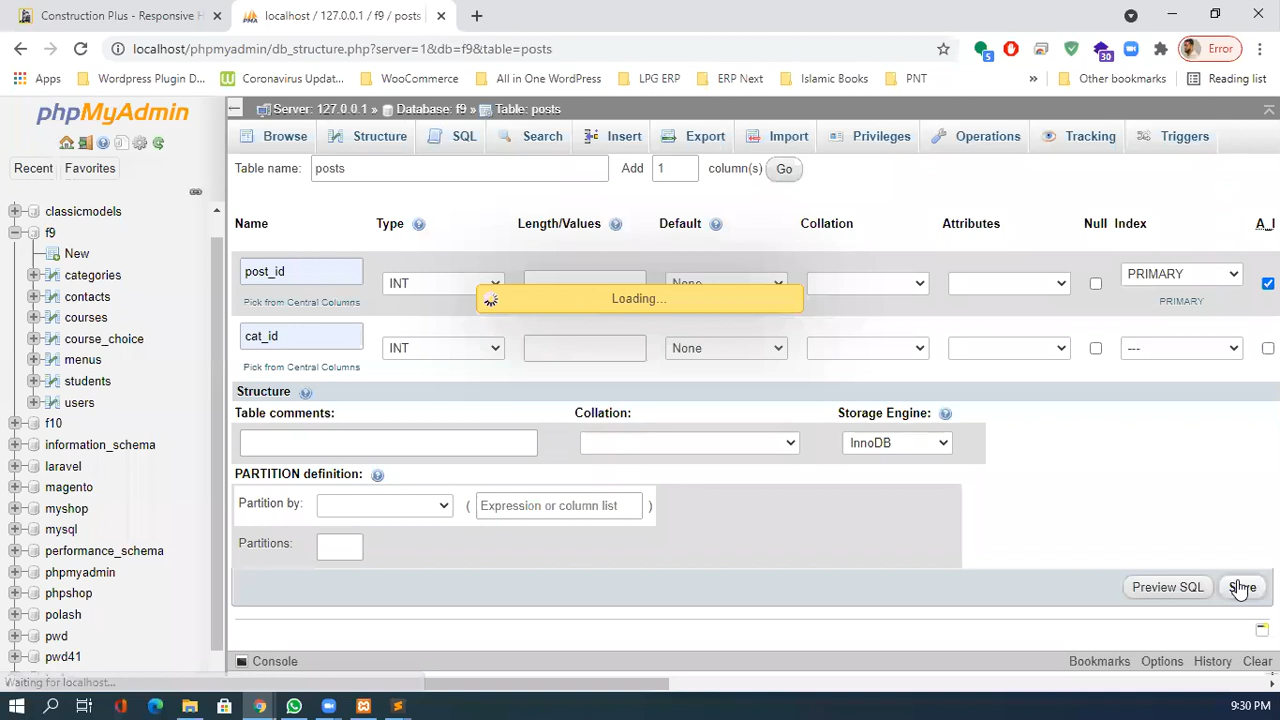 Construction Plus - Responsive H
localhost / 127.0.0.1 / f9 / posts
localhost/phpmyadmin/db_structure.php?server=1&db=f9&table=posts
5
30
Error
Apps
Wordpress Plugin D...
Coronavirus Updat...
WooCommerce
All in One WordPress
LPG ERP
ERP Next
Islamic Books
PNT
»
Other bookmarks
Reading list
phpMyAdmin
Recent
Favorites
classicmodels
f9
New
categories
contacts
courses
course_choice
menus
students
users
f10
information_schema
laravel
magento
myshop
mysql
performance_schema
phpmyadmin
phpshop
polash
pwd
pwd41
Waiting for localhost...
Server: 127.0.0.1 » Database: f9 » Table: posts
Browse Structure SQL Search Insert Export Import Privileges Operations Tracking Triggers
Table name: posts Add 1 column(s) Go
Name Type Length/Values Default Collation Attributes Null Index A_I
post_id INT None PRIMARY
Pick from Central Columns PRIMARY
cat_id INT None ---
Pick from Central Columns
Structure
Table comments: Collation: Storage Engine:
InnoDB
PARTITION definition:
Partition by: ( Expression or column list )
Partitions:
Loading...
Preview SQL Save
Console Bookmarks Options History Clear
9:30 PM